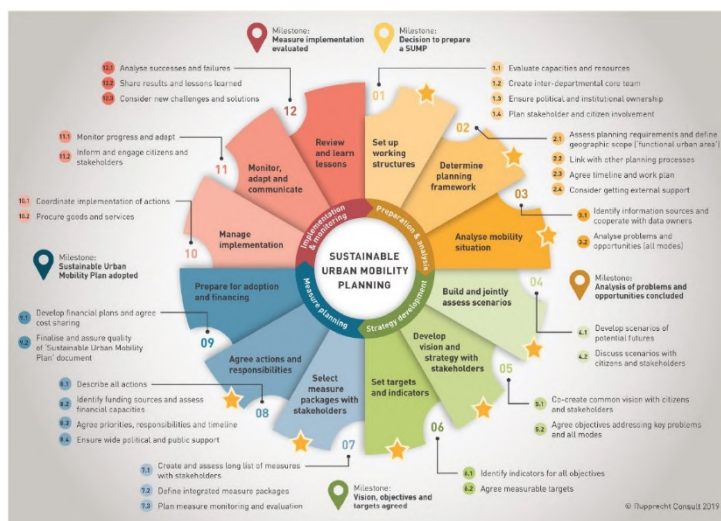 Milestone:
Measure implementation
evaluated
Milestone:
Decision to prepare
a SUMP
12.1 Analyse successes and failures
12.2 Share results and lessons learned
12.3 Consider new challenges and solutions
1.1 Evaluate capacities and resources
1.2 Create inter-departmental core team
1.3 Ensure political and institutional ownership
1.4 Plan stakeholder and citizen involvement
11.1 Monitor progress and adapt
11.2 Inform and engage citizens and
stakeholders
2.1 Assess planning requirements and define
geographic scope ('functional urban area')
2.2 Link with other planning processes
2.3 Agree timeline and work plan
2.4 Consider getting external support
10.1 Coordinate implementation of actions
10.2 Procure goods and services
3.1 Identify information sources and
cooperate with data owners
3.2 Analyse problems and
opportunities (all modes)
Milestone:
Sustainable Urban
Mobility Plan adopted
Milestone:
Analysis of problems and
opportunities concluded
9.1 Develop financial plans and agree
cost sharing
9.2 Finalise and assure quality
of 'Sustainable Urban Mobility
Plan' document
4.1 Develop scenarios of
potential futures
4.2 Discuss scenarios with
citizens and stakeholders
8.1 Describe all actions
8.2 Identify funding sources and assess
financial capacities
8.3 Agree priorities, responsibilities and timeline
8.4 Ensure wide political and public support
5.1 Co-create common vision with citizens
and stakeholders
5.2 Agree objectives addressing key problems
and all modes
7.1 Create and assess long list of measures
with stakeholders
7.2 Define integrated measure packages
7.3 Plan measure monitoring and evaluation
Milestone:
Vision, objectives and
targets agreed
6.1 Identify indicators for all objectives
6.2 Agree measurable targets
01
Set up
working
structures
02
Determine
planning
framework
03
Analyse mobility
situation
04
Build and jointly
assess scenarios
05
Develop
vision and
strategy with
stakeholders
06
Set targets
and indicators
07
Select
measure
packages with
stakeholders
08
Agree actions and
responsibilities
09
Prepare for adoption
and financing
10
Manage
implementation
11
Monitor,
adapt and
communicate
12
Review
and learn
lessons
Preparation & analysis
Strategy development
Measure planning
Implementation & monitoring
SUSTAINABLE
URBAN MOBILITY
PLANNING
© Rupprecht Consult 2019